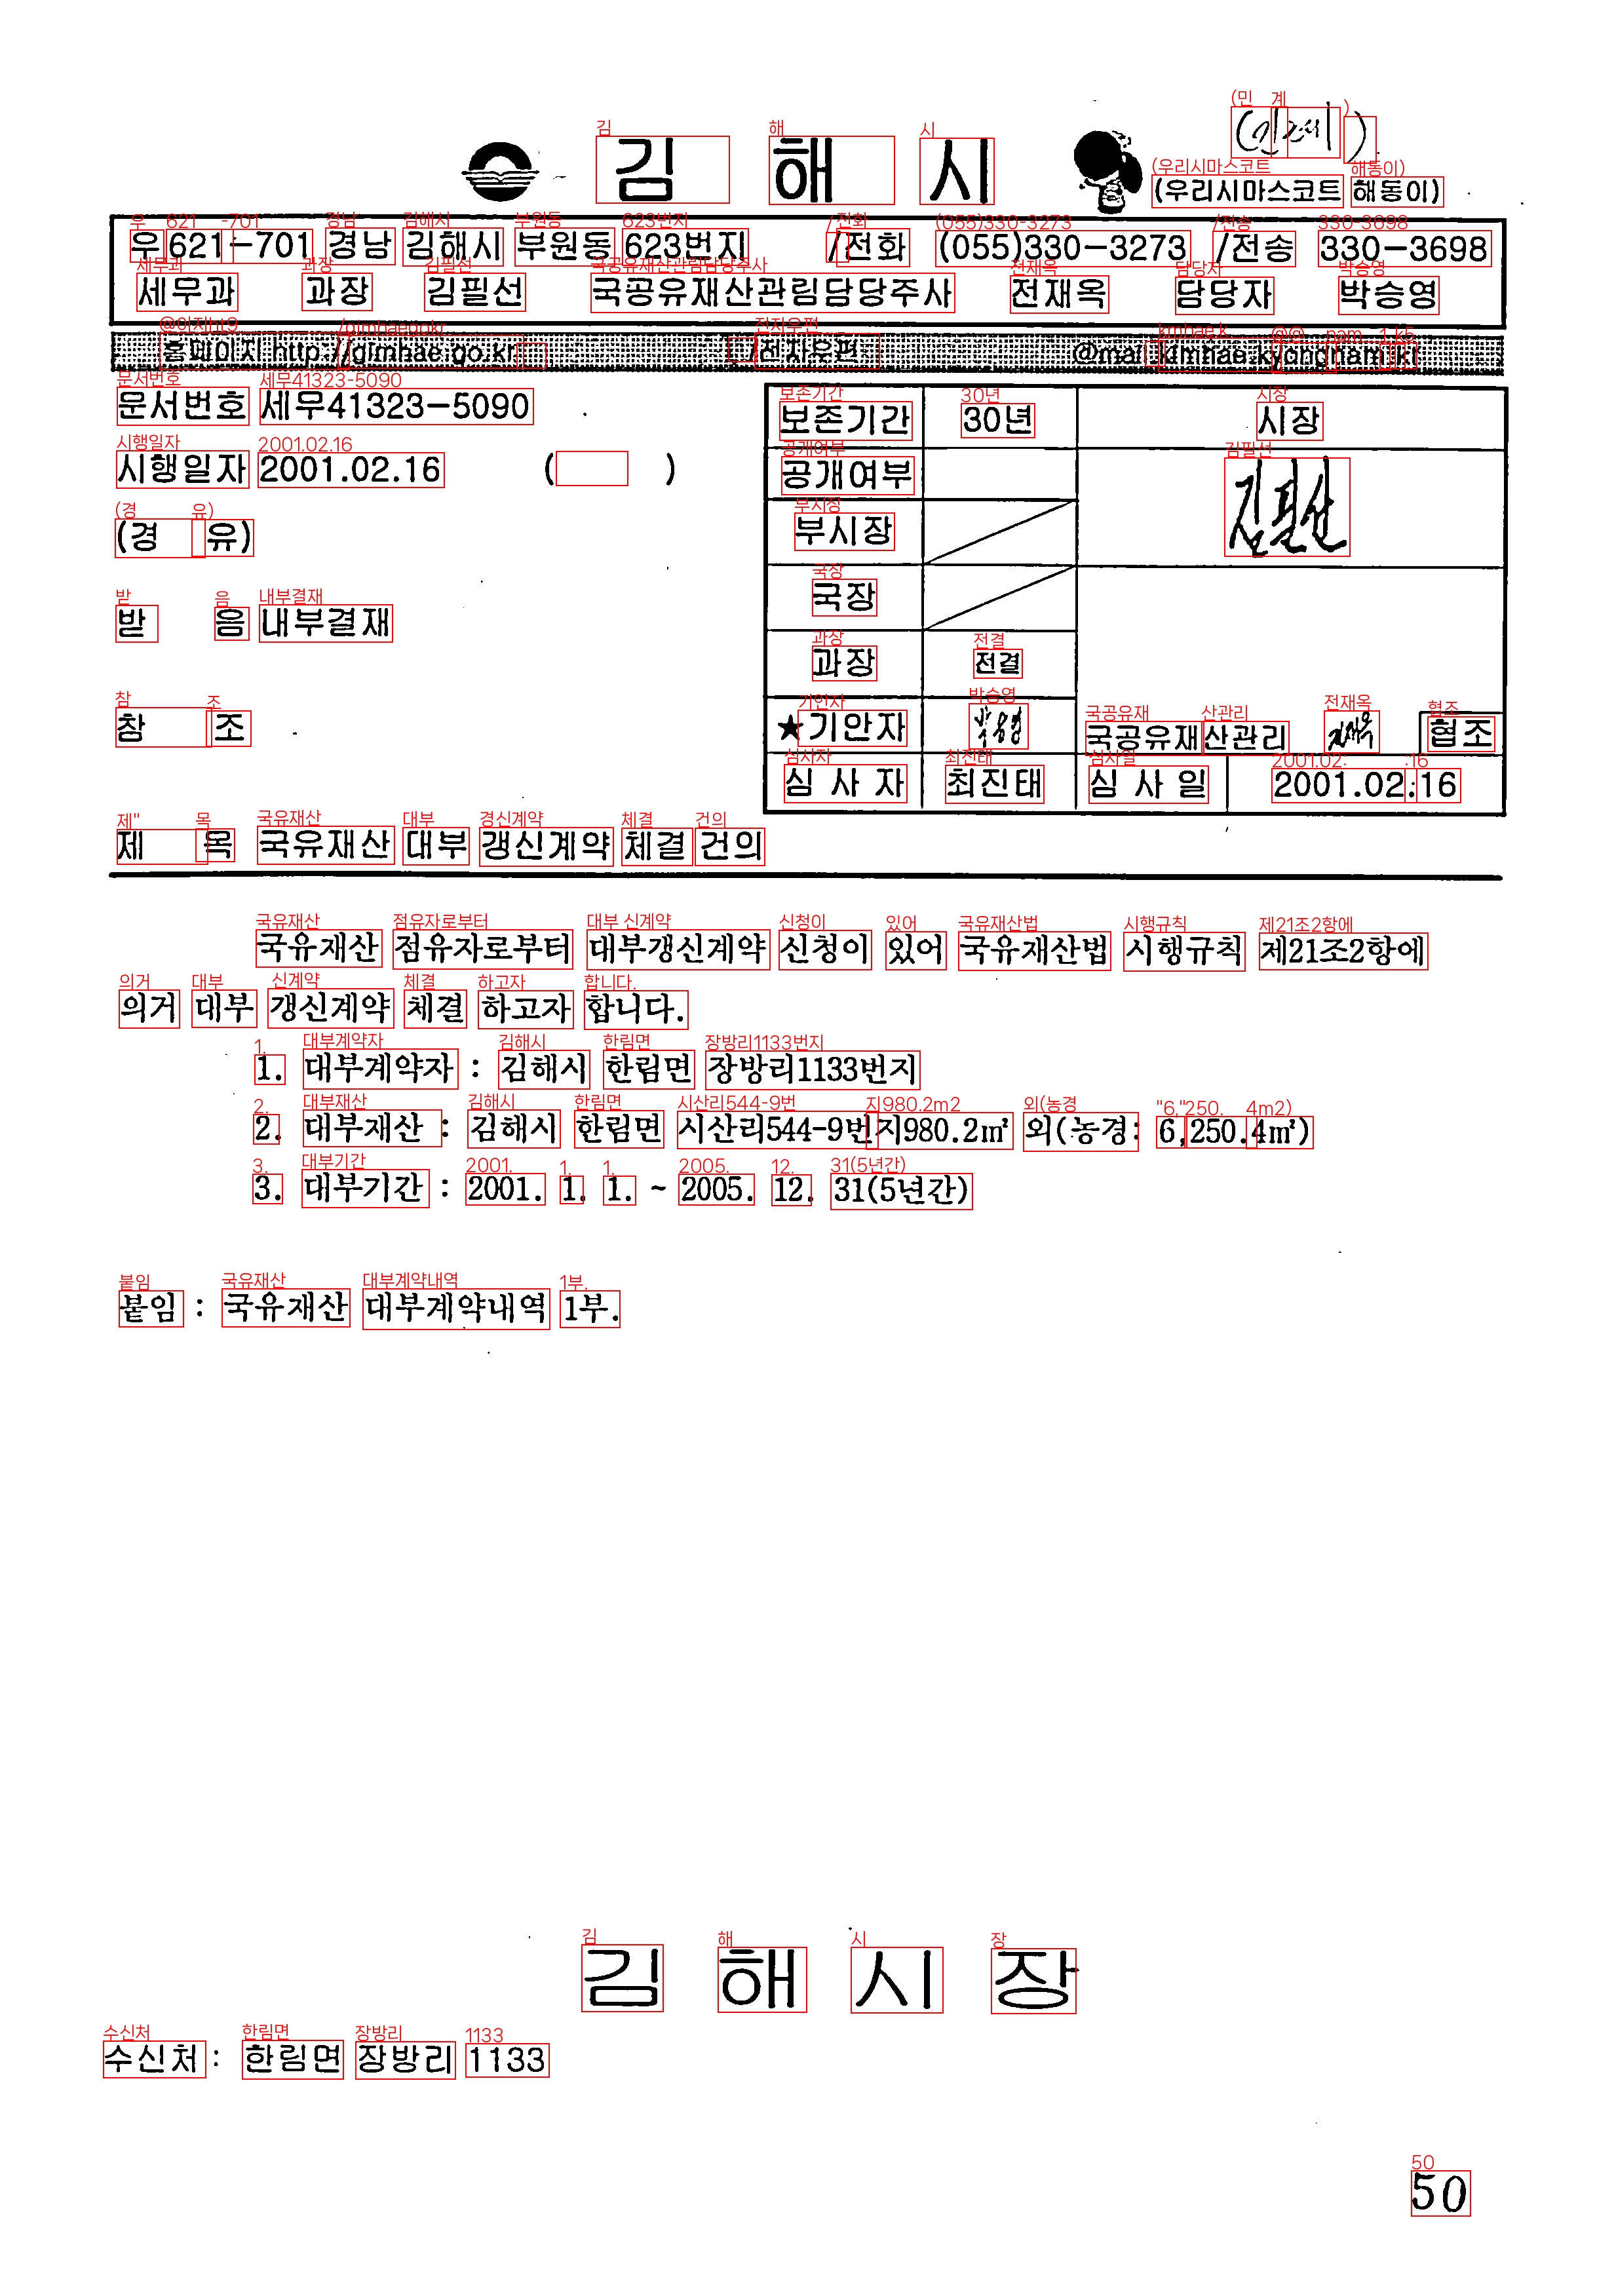 김 해 시
(우리시마스코트 해동이)
우 621-701 경남 김해시 부원동 623번지 /전화 (055)330-3273 /전송 330-3698
세무과 과장 김필선 국공유재산관림담당주사 전재옥 담당자 박승영
홈페이지 http://gimhae.go.kr 전자우편 @mail.kimhae.kyongnam.kr
문서번호 세무41323-5090
시행일자 2001.02.16 ( )
(경 유)
받 음 내부결재
참 조
보존기간 30년 시장
공개여부
부시장
국장
과장 전결
★기안자 국공유재산관리 협조
심 사 자 최진태 심 사 일 2001.02.16
제 목 국유재산 대부 갱신계약 체결 건의
국유재산 점유자로부터 대부갱신계약 신청이 있어 국유재산법 시행규칙 제21조2항에
의거 대부 갱신계약 체결 하고자 합니다.
1. 대부계약자 : 김해시 한림면 장방리1133번지
2. 대부재산 : 김해시 한림면 시산리544-9번지980.2㎡ 외(농경: 6,250.4㎡)
3. 대부기간 : 2001. 1. 1. ~ 2005. 12. 31(5년간)
붙임 : 국유재산 대부계약내역 1부.
김 해 시 장
수신처 : 한림면 장방리 1133
50